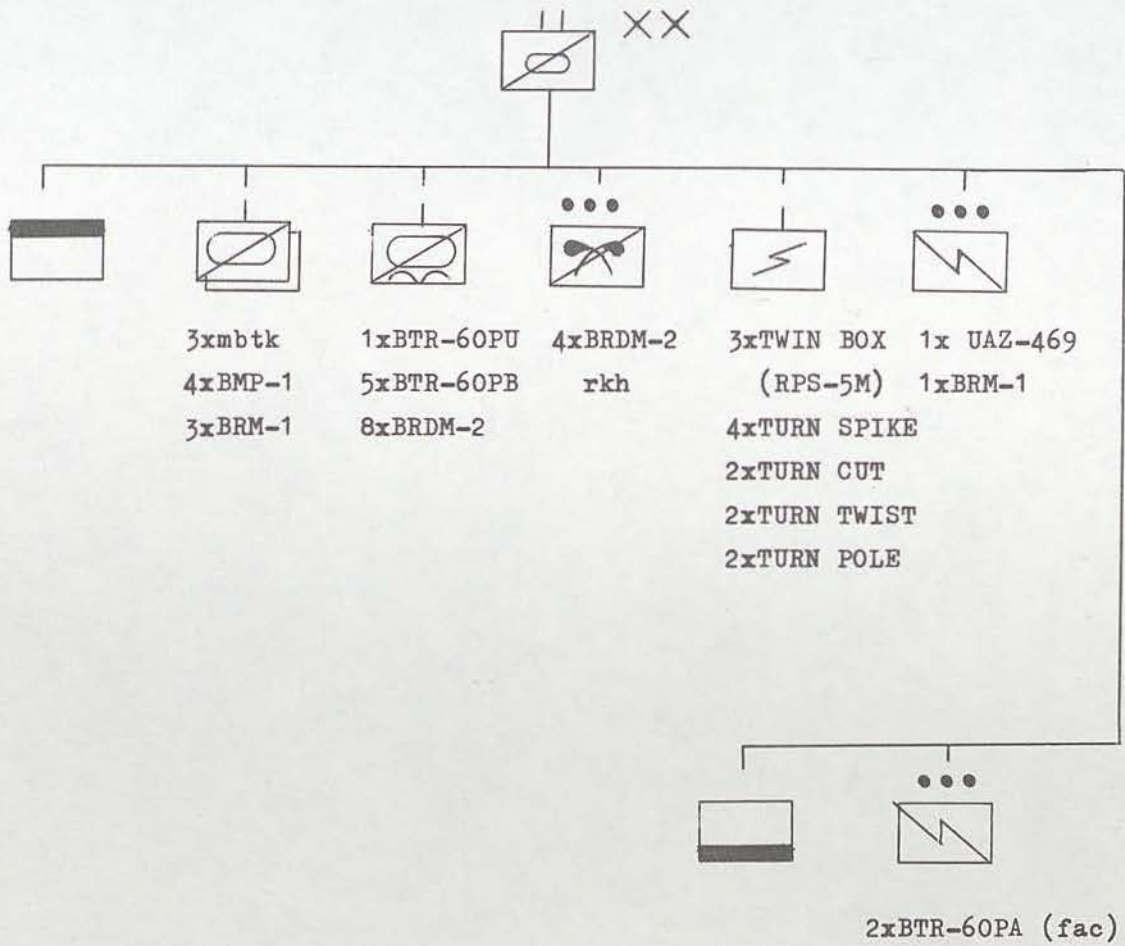 XX
3xmbtk
4xBMP-1
3xBRM-1
1xBTR-60PU
5xBTR-60PB
8xBRDM-2
4xBRDM-2
rkh
3xTWIN BOX
(RPS-5M)
4xTURN SPIKE
2xTURN CUT
2xTURN TWIST
2xTURN POLE
1x UAZ-469
1xBRM-1
2xBTR-60PA (fac)